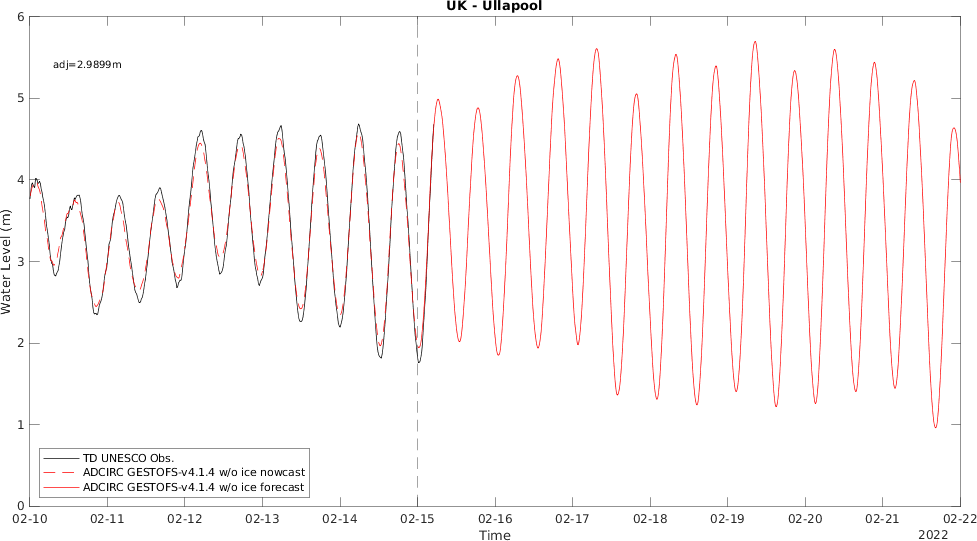 UK - Ullapool
6
adj=2.9899m
5
4
3
2
1
0
Water Level (m)
TD UNESCO Obs.
ADCIRC GESTOFS-v4.1.4 w/o ice nowcast
ADCIRC GESTOFS-v4.1.4 w/o ice forecast
02-10 02-11 02-12 02-13 02-14 02-15 02-16 02-17 02-18 02-19 02-20 02-21 02-22
Time
2022